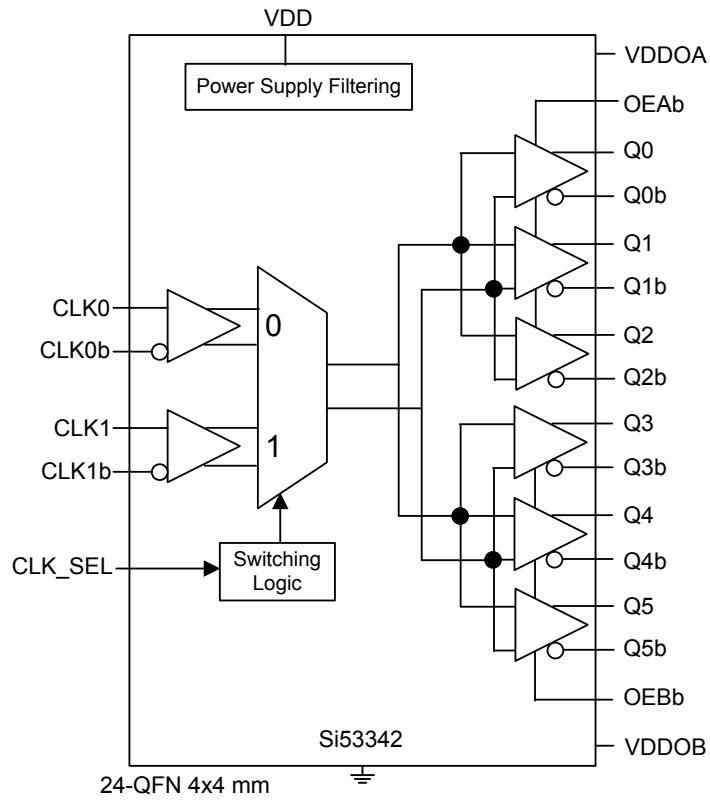 VDD
VDDOA
Power Supply Filtering
OEAb
Q0
Q0b
Q1
Q1b
CLK0
0
CLK0b
Q2
Q2b
CLK1
1
CLK1b
Q3
Q3b
Q4
CLK_SEL
Switching
Logic
Q4b
Q5
Q5b
OEBb
Si53342
VDDOB
24-QFN 4x4 mm